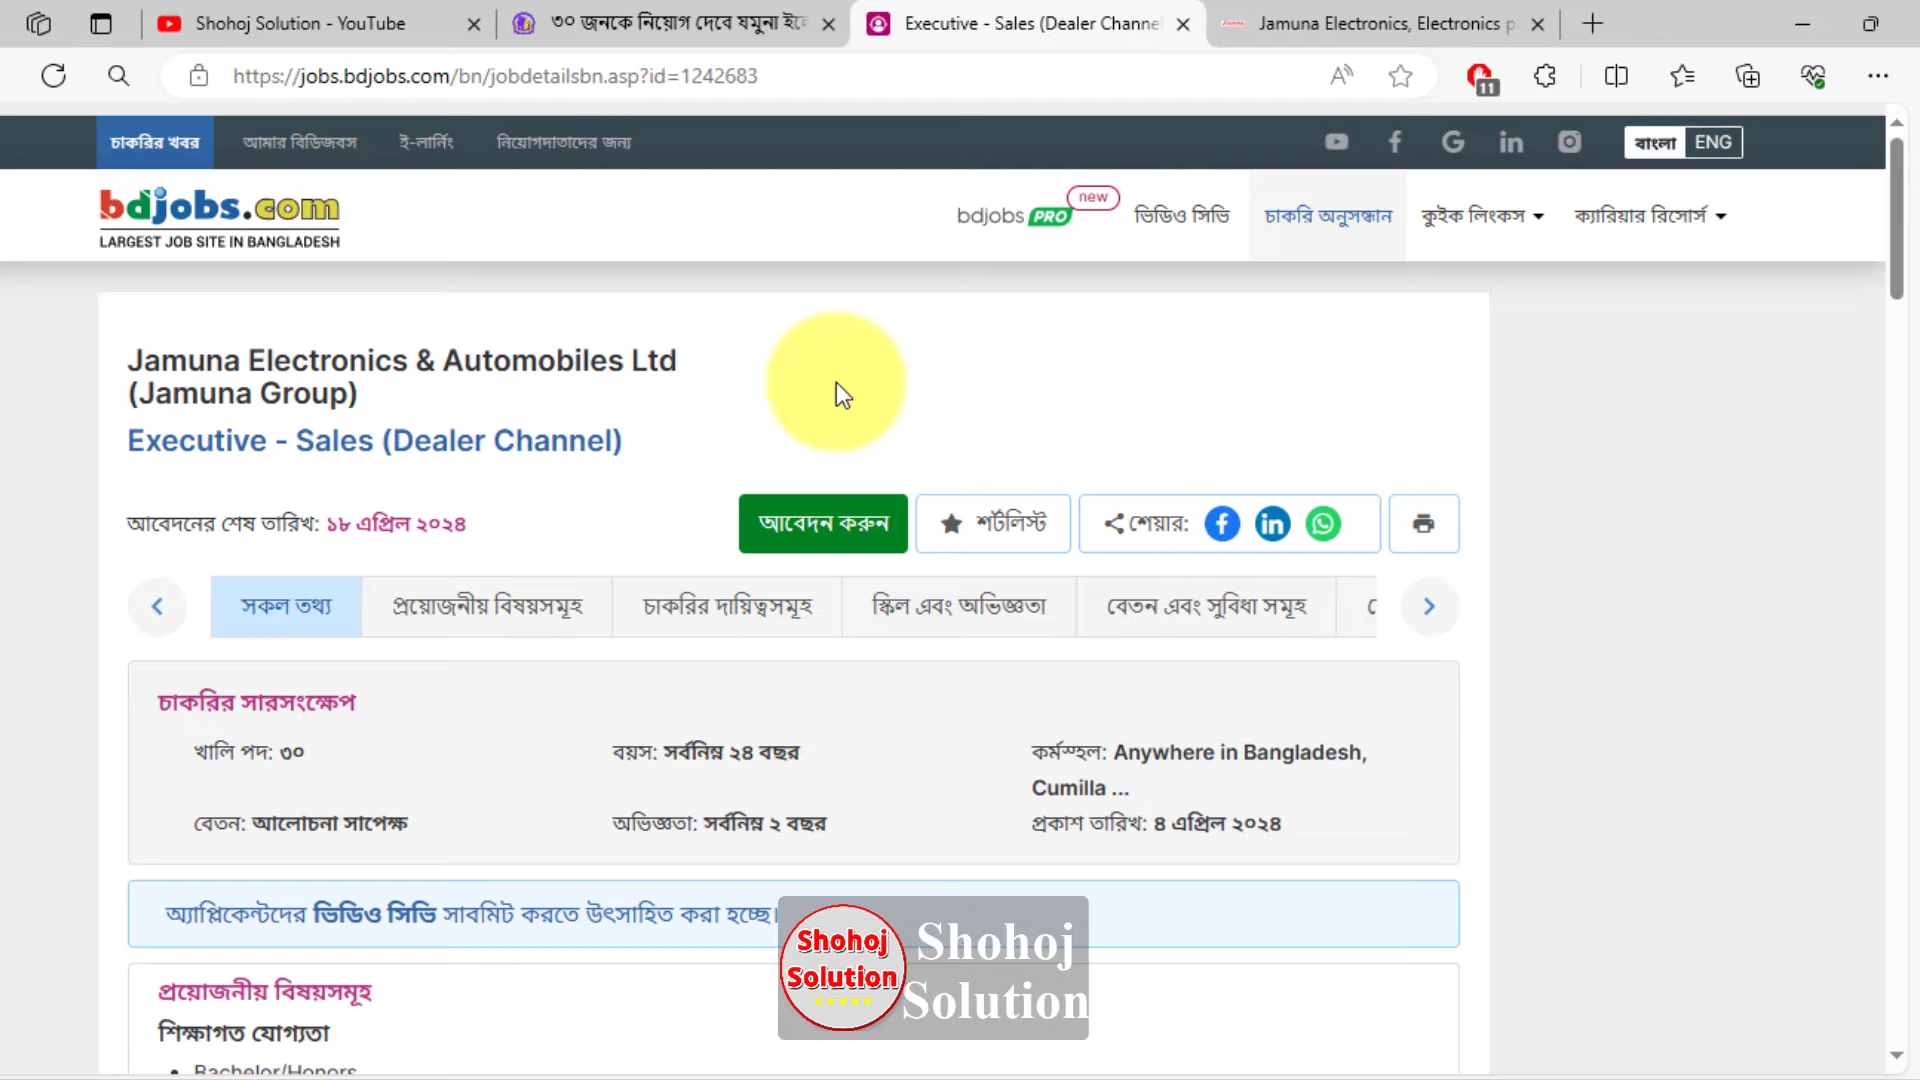 Shohoj Solution - YouTube
৩০ জনকে নিয়োগ দেবে যমুনা ইলে
Executive - Sales (Dealer Channel
Jamuna Electronics, Electronics p
https://jobs.bdjobs.com/bn/jobdetailsbn.asp?id=1242683
11
চাকরির খবর
আমার বিডিজবস
ই-লার্নিং
নিয়োগদাতাদের জন্য
বাংলা ENG
bdjobs.com
LARGEST JOB SITE IN BANGLADESH
bdjobs PRO new
ভিডিও সিভি
চাকরি অনুসন্ধান
কুইক লিংকস
ক্যারিয়ার রিসোর্স
Jamuna Electronics & Automobiles Ltd
(Jamuna Group)
Executive - Sales (Dealer Channel)
আবেদনের শেষ তারিখ: ১৮ এপ্রিল ২০২৪
আবেদন করুন
শর্টলিস্ট
শেয়ার:
সকল তথ্য
প্রয়োজনীয় বিষয়সমূহ
চাকরির দায়িত্বসমূহ
স্কিল এবং অভিজ্ঞতা
বেতন এবং সুবিধা সমূহ
চাকরির সারসংক্ষেপ
খালি পদ: ৩০
বয়স: সর্বনিম্ন ২৪ বছর
কর্মস্হল: Anywhere in Bangladesh,
Cumilla ...
বেতন: আলোচনা সাপেক্ষ
অভিজ্ঞতা: সর্বনিম্ন ২ বছর
প্রকাশ তারিখ: ৪ এপ্রিল ২০২৪
অ্যাপ্লিকেন্টদের ভিডিও সিভি সাবমিট করতে উৎসাহিত করা হচ্ছে।
Shohoj
Solution
Shohoj
Solution
প্রয়োজনীয় বিষয়সমূহ
শিক্ষাগত যোগ্যতা
Bachelor/Honors